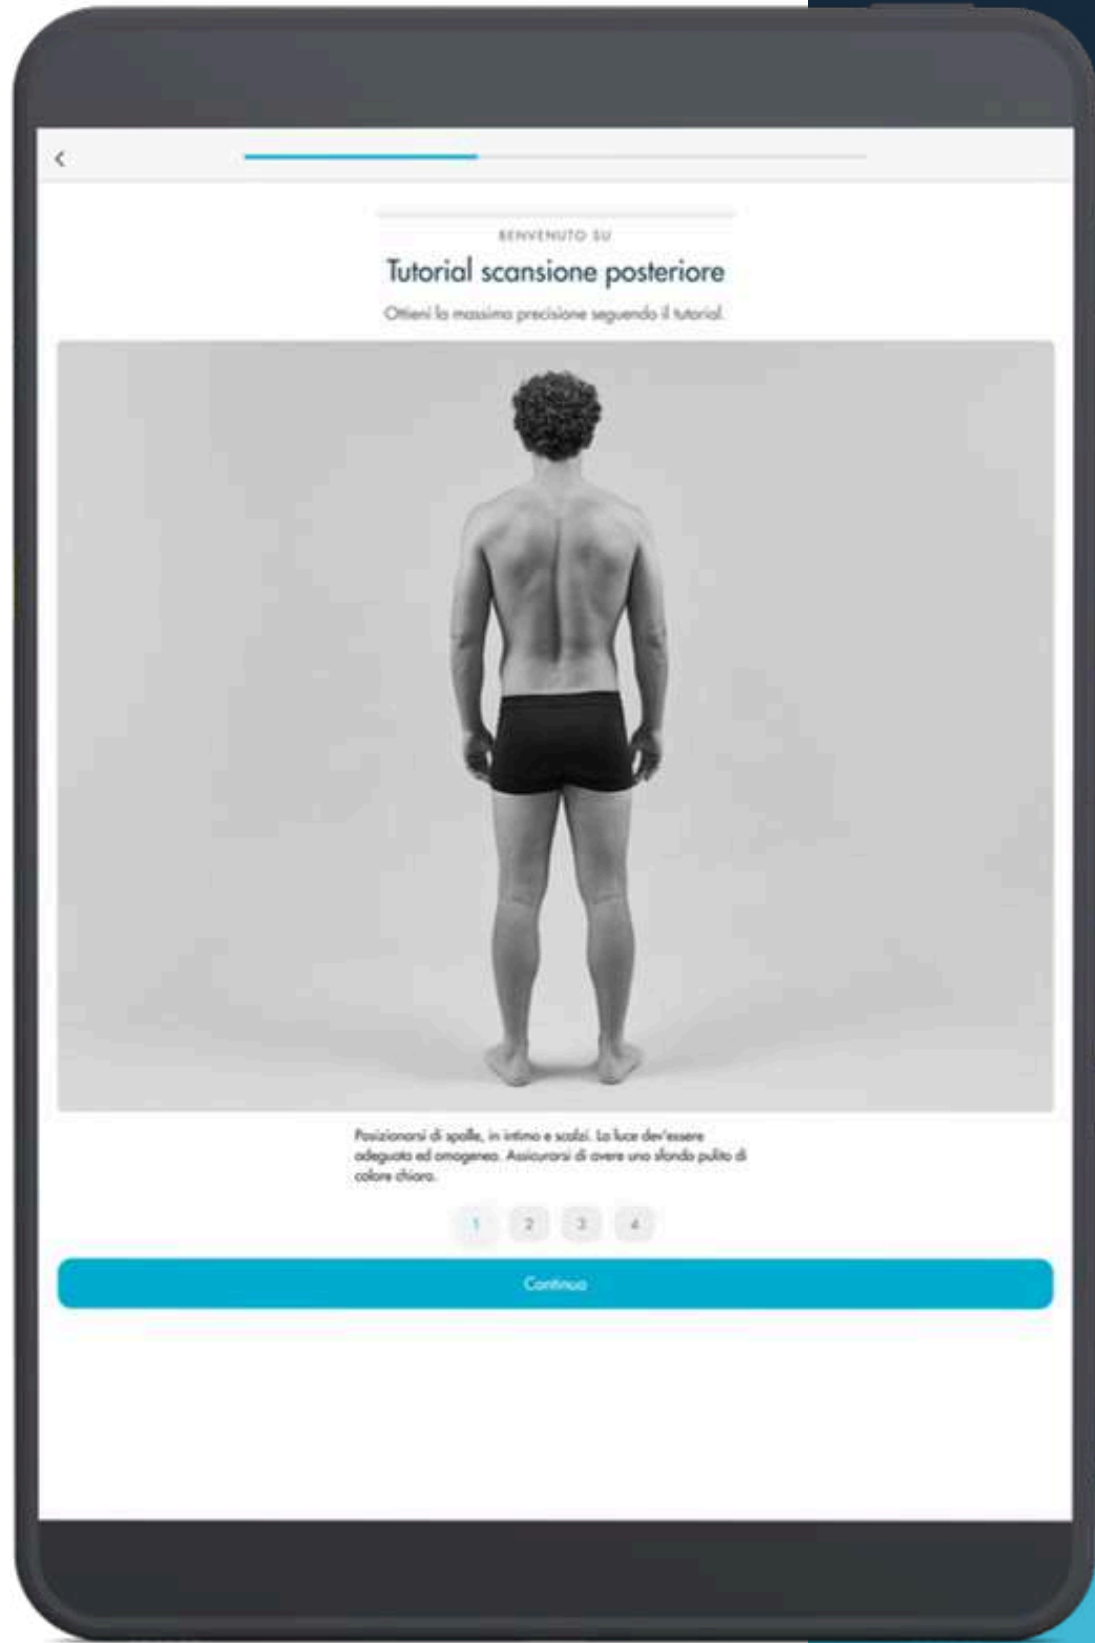 BENVENUTO SU
Tutorial scansione posteriore
Ottieni la massima precisione seguendo il tutorial.
Posizionarsi di spalle, in intimo e scalzi. La luce dev'essere
adeguata ed omogenea. Assicurarsi di avere uno sfondo pulito di
colore chiaro.
1 2 3 4
Continua